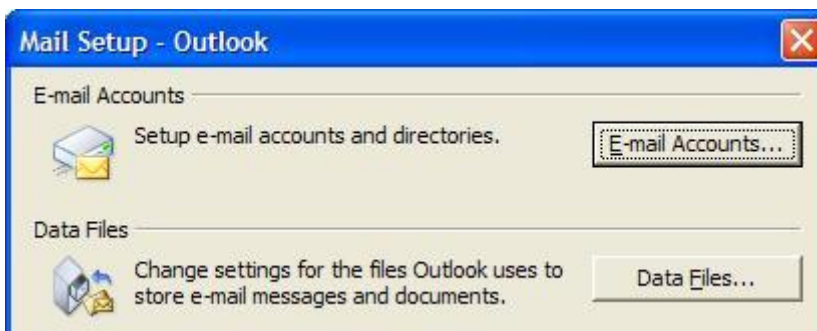 Mail Setup - Outlook
E-mail Accounts
Setup e-mail accounts and directories.
E-mail Accounts...
Data Files
Change settings for the files Outlook uses to
store e-mail messages and documents.
Data Files...